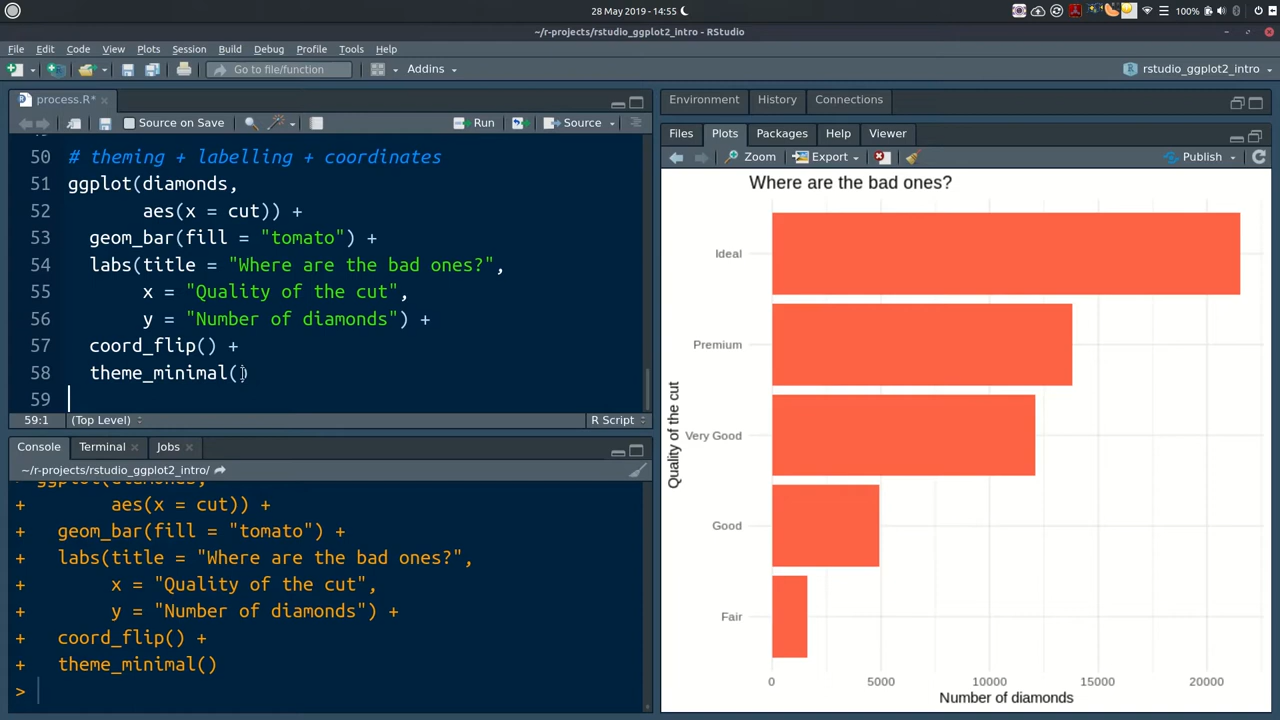 28 May 2019 - 14:55
100%
~/r-projects/rstudio_ggplot2_intro - RStudio
File Edit Code View Plots Session Build Debug Profile Tools Help
Go to file/function Addins rstudio_ggplot2_intro
process.R*
Source on Save Run Source
50 # theming + labelling + coordinates
51 ggplot(diamonds,
52 aes(x = cut)) +
53 geom_bar(fill = "tomato") +
54 labs(title = "Where are the bad ones?",
55 x = "Quality of the cut",
56 y = "Number of diamonds") +
57 coord_flip() +
58 theme_minimal()
59
59:1 (Top Level) R Script
Console Terminal Jobs
~/r-projects/rstudio_ggplot2_intro/
ggplot(diamonds,
+ aes(x = cut)) +
+ geom_bar(fill = "tomato") +
+ labs(title = "Where are the bad ones?",
+ x = "Quality of the cut",
+ y = "Number of diamonds") +
+ coord_flip() +
+ theme_minimal()
>
Environment History Connections
Files Plots Packages Help Viewer
Zoom Export Publish
Where are the bad ones?
Quality of the cut
Ideal
Premium
Very Good
Good
Fair
0 5000 10000 15000 20000
Number of diamonds